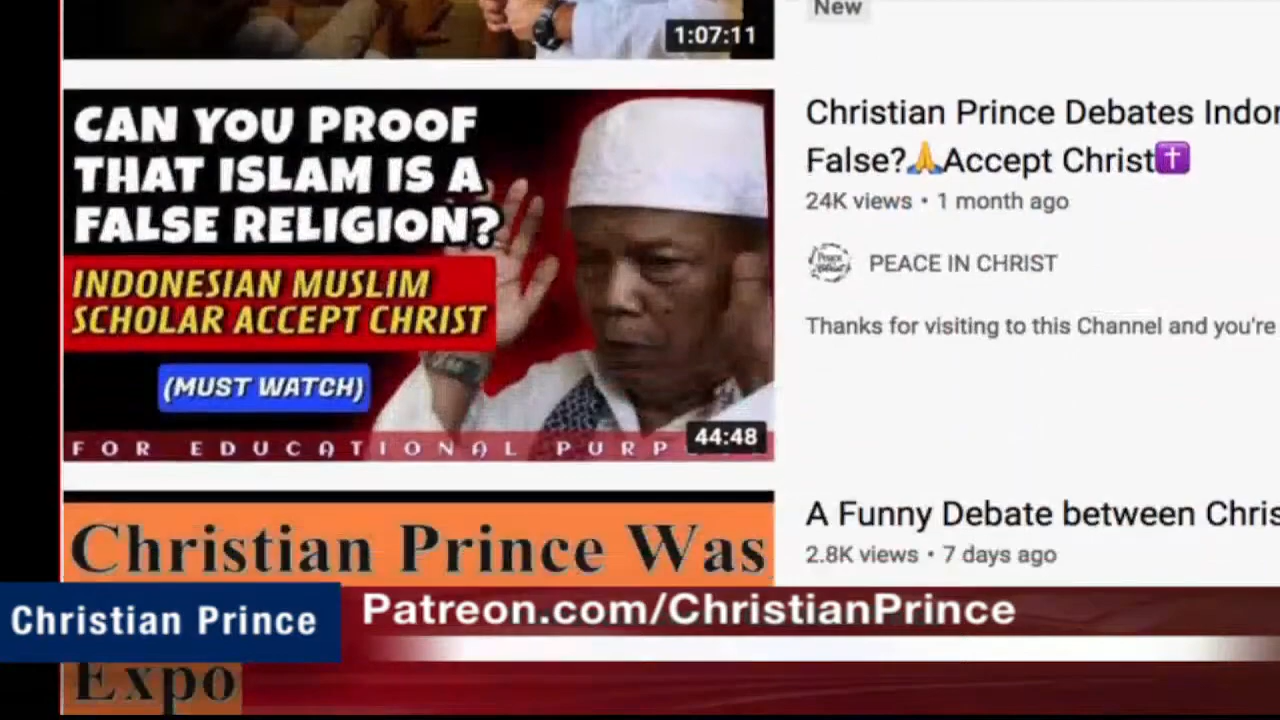 New
1:07:11
CAN YOU PROOF
THAT ISLAM IS A
FALSE RELIGION?
INDONESIAN MUSLIM
SCHOLAR ACCEPT CHRIST
(MUST WATCH)
FOR EDUCATIONAL PURP
44:48
Christian Prince Debates Indo
False?🙏Accept Christ✝️
24K views • 1 month ago
PEACE IN CHRIST
Thanks for visiting to this Channel and you're
Christian Prince Was
A Funny Debate between Chris
2.8K views • 7 days ago
Christian Prince
Patreon.com/ChristianPrince
Expo